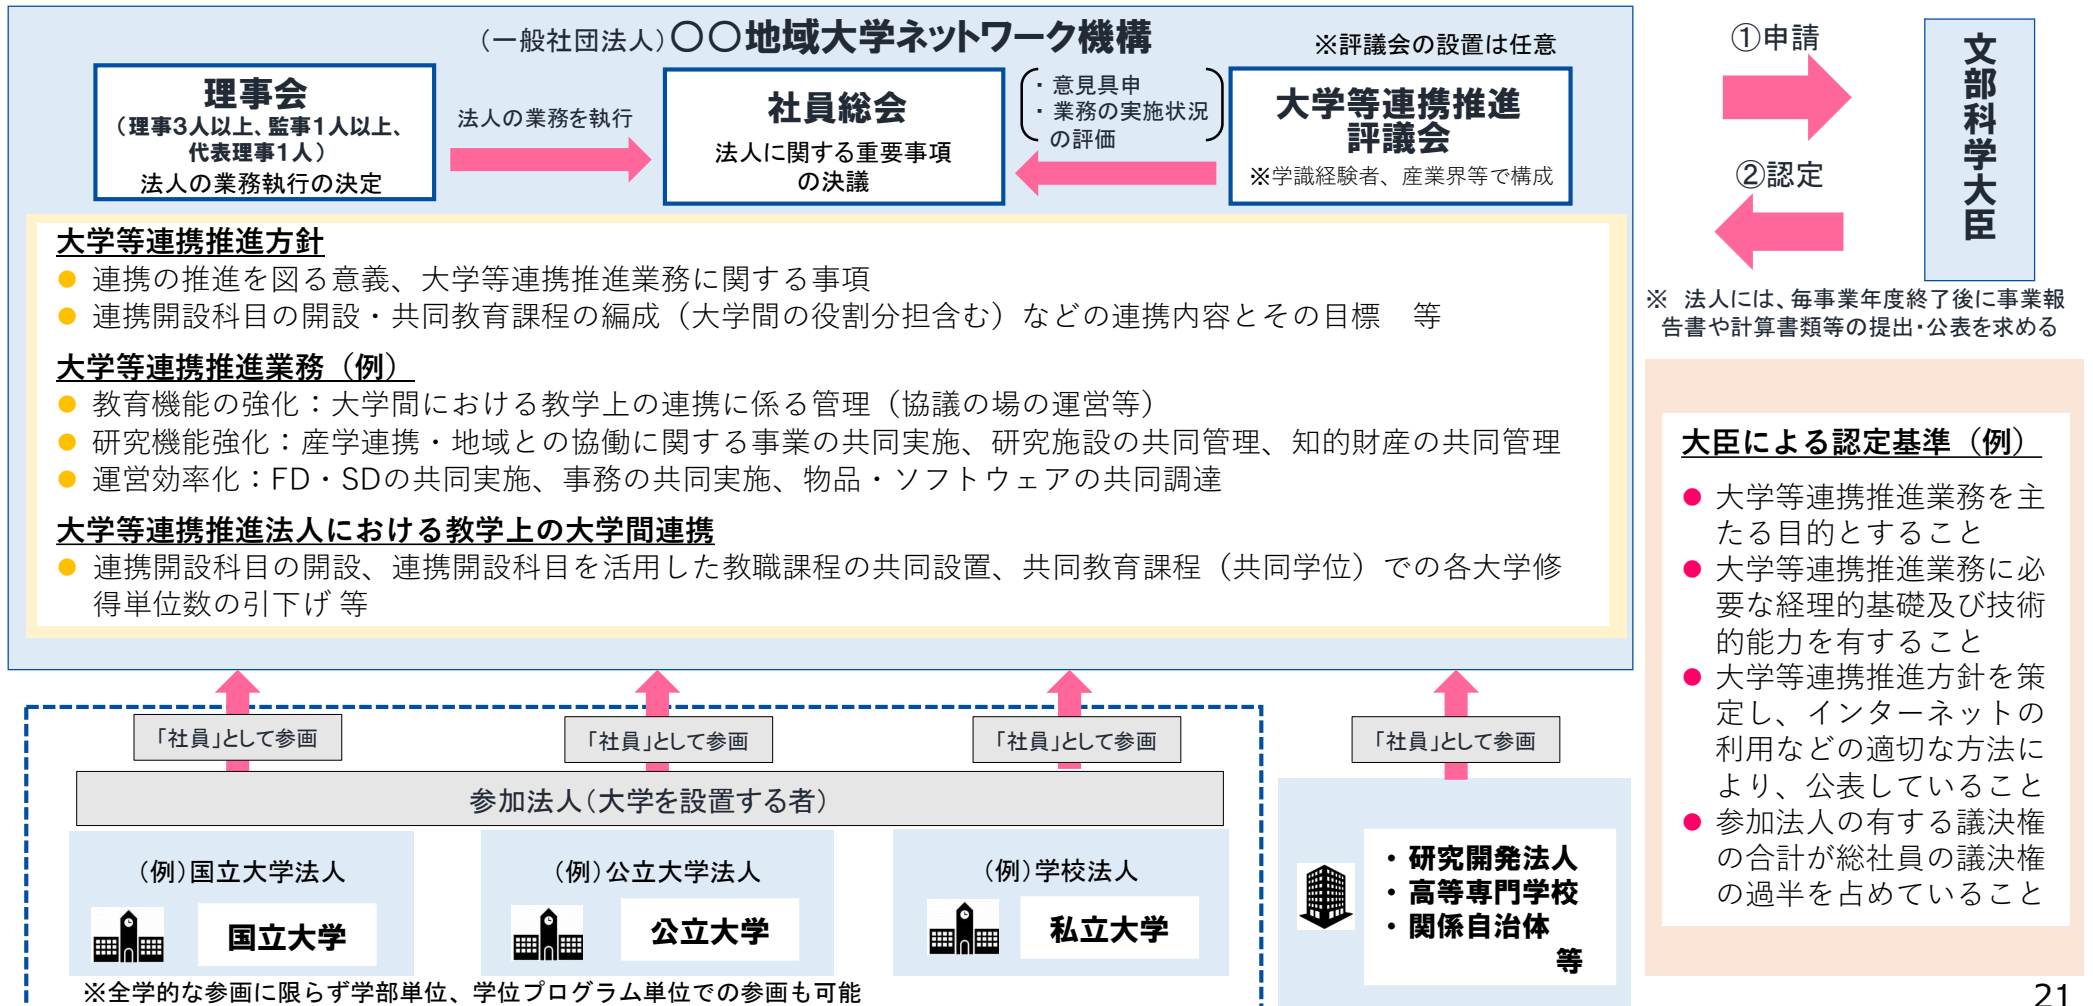 （一般社団法人）〇〇地域大学ネットワーク機構
※評議会の設置は任意
理事会
（理事3人以上、監事1人以上、
代表理事1人）
法人の業務執行の決定
法人の業務を執行
社員総会
法人に関する重要事項
の決議
・意見具申
・業務の実施状況
の評価
大学等連携推進
評議会
※学識経験者、産業界等で構成
①申請
②認定
文部科学大臣
※ 法人には、毎事業年度終了後に事業報
告書や計算書類等の提出・公表を求める
大学等連携推進方針
● 連携の推進を図る意義、大学等連携推進業務に関する事項
● 連携開設科目の開設・共同教育課程の編成（大学間の役割分担含む）などの連携内容とその目標　等
大学等連携推進業務（例）
● 教育機能の強化：大学間における教学上の連携に係る管理（協議の場の運営等）
● 研究機能強化：産学連携・地域との協働に関する事業の共同実施、研究施設の共同管理、知的財産の共同管理
● 運営効率化：FD・SDの共同実施、事務の共同実施、物品・ソフトウェアの共同調達
大学等連携推進法人における教学上の大学間連携
● 連携開設科目の開設、連携開設科目を活用した教職課程の共同設置、共同教育課程（共同学位）での各大学修
得単位数の引下げ 等
大臣による認定基準（例）
● 大学等連携推進業務を主
たる目的とすること
● 大学等連携推進業務に必
要な経理的基礎及び技術
的能力を有すること
● 大学等連携推進方針を策
定し、インターネットの
利用などの適切な方法に
より、公表していること
● 参加法人の有する議決権
の合計が総社員の議決権
の過半を占めていること
「社員」として参画
「社員」として参画
「社員」として参画
「社員」として参画
参加法人（大学を設置する者）
（例）国立大学法人
国立大学
（例）公立大学法人
公立大学
（例）学校法人
私立大学
・研究開発法人
・高等専門学校
・関係自治体
等
※全学的な参画に限らず学部単位、学位プログラム単位での参画も可能
21